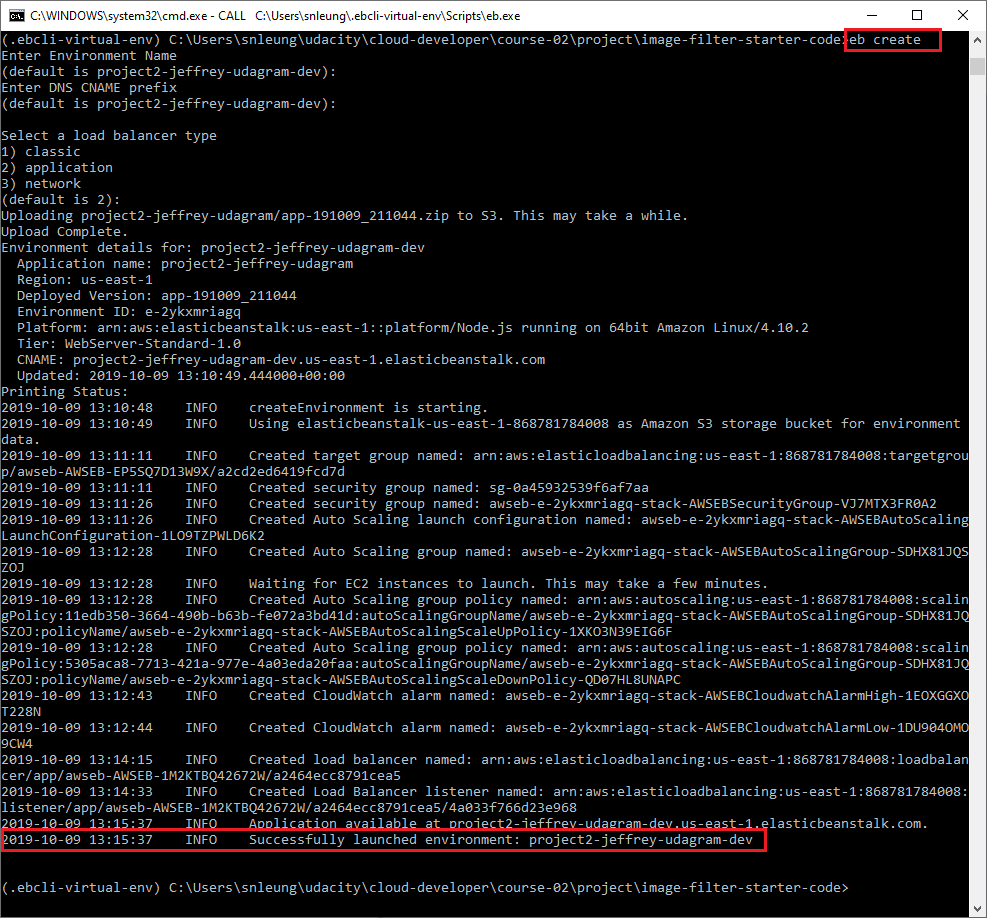 C:\WINDOWS\system32\cmd.exe - CALL   C:\Users\snleung\.ebcli-virtual-env\Scripts\eb.exe
(.ebcli-virtual-env) C:\Users\snleung\udacity\cloud-developer\course-02\project\image-filter-starter-code>eb create
Enter Environment Name
(default is project2-jeffrey-udagram-dev):
Enter DNS CNAME prefix
(default is project2-jeffrey-udagram-dev):
Select a load balancer type
1) classic
2) application
3) network
(default is 2):
Uploading project2-jeffrey-udagram/app-191009_211044.zip to S3. This may take a while.
Upload Complete.
Environment details for: project2-jeffrey-udagram-dev
  Application name: project2-jeffrey-udagram
  Region: us-east-1
  Deployed Version: app-191009_211044
  Environment ID: e-2ykxmriagq
  Platform: arn:aws:elasticbeanstalk:us-east-1::platform/Node.js running on 64bit Amazon Linux/4.10.2
  Tier: WebServer-Standard-1.0
  CNAME: project2-jeffrey-udagram-dev.us-east-1.elasticbeanstalk.com
  Updated: 2019-10-09 13:10:49.444000+00:00
Printing Status:
2019-10-09 13:10:48    INFO    createEnvironment is starting.
2019-10-09 13:10:49    INFO    Using elasticbeanstalk-us-east-1-868781784008 as Amazon S3 storage bucket for environment
data.
2019-10-09 13:11:11    INFO    Created target group named: arn:aws:elasticloadbalancing:us-east-1:868781784008:targetgrou
p/awseb-AWSEB-EP5SQ7D13W9X/a2cd2ed6419fcd7d
2019-10-09 13:11:11    INFO    Created security group named: sg-0a45932539f6af7aa
2019-10-09 13:11:26    INFO    Created security group named: awseb-e-2ykxmriagq-stack-AWSEBSecurityGroup-VJ7MTX3FR0A2
2019-10-09 13:11:26    INFO    Created Auto Scaling launch configuration named: awseb-e-2ykxmriagq-stack-AWSEBAutoScaling
LaunchConfiguration-1LO9TZPWLD6K2
2019-10-09 13:12:28    INFO    Created Auto Scaling group named: awseb-e-2ykxmriagq-stack-AWSEBAutoScalingGroup-SDHX81JQS
ZOJ
2019-10-09 13:12:28    INFO    Waiting for EC2 instances to launch. This may take a few minutes.
2019-10-09 13:12:28    INFO    Created Auto Scaling group policy named: arn:aws:autoscaling:us-east-1:868781784008:scalin
gPolicy:11edb350-3664-490b-b63b-fe072a3bd41d:autoScalingGroupName/awseb-e-2ykxmriagq-stack-AWSEBAutoScalingGroup-SDHX81JQ
SZOJ:policyName/awseb-e-2ykxmriagq-stack-AWSEBAutoScalingScaleUpPolicy-1XKO3N39EIG6F
2019-10-09 13:12:28    INFO    Created Auto Scaling group policy named: arn:aws:autoscaling:us-east-1:868781784008:scalin
gPolicy:5305aca8-7713-421a-977e-4a03eda20faa:autoScalingGroupName/awseb-e-2ykxmriagq-stack-AWSEBAutoScalingGroup-SDHX81JQ
SZOJ:policyName/awseb-e-2ykxmriagq-stack-AWSEBAutoScalingScaleDownPolicy-QD07HL8UNAPC
2019-10-09 13:12:43    INFO    Created CloudWatch alarm named: awseb-e-2ykxmriagq-stack-AWSEBCloudwatchAlarmHigh-1EOXGGXO
T228N
2019-10-09 13:12:44    INFO    Created CloudWatch alarm named: awseb-e-2ykxmriagq-stack-AWSEBCloudwatchAlarmLow-1DU904OMO
9CW4
2019-10-09 13:14:15    INFO    Created load balancer named: arn:aws:elasticloadbalancing:us-east-1:868781784008:loadbalan
cer/app/awseb-AWSEB-1M2KTBQ42672W/a2464ecc8791cea5
2019-10-09 13:14:33    INFO    Created Load Balancer listener named: arn:aws:elasticloadbalancing:us-east-1:868781784008:
listener/app/awseb-AWSEB-1M2KTBQ42672W/a2464ecc8791cea5/4a033f766d23e968
2019-10-09 13:15:37    INFO    Application available at project2-jeffrey-udagram-dev.us-east-1.elasticbeanstalk.com.
2019-10-09 13:15:37    INFO    Successfully launched environment: project2-jeffrey-udagram-dev
(.ebcli-virtual-env) C:\Users\snleung\udacity\cloud-developer\course-02\project\image-filter-starter-code>